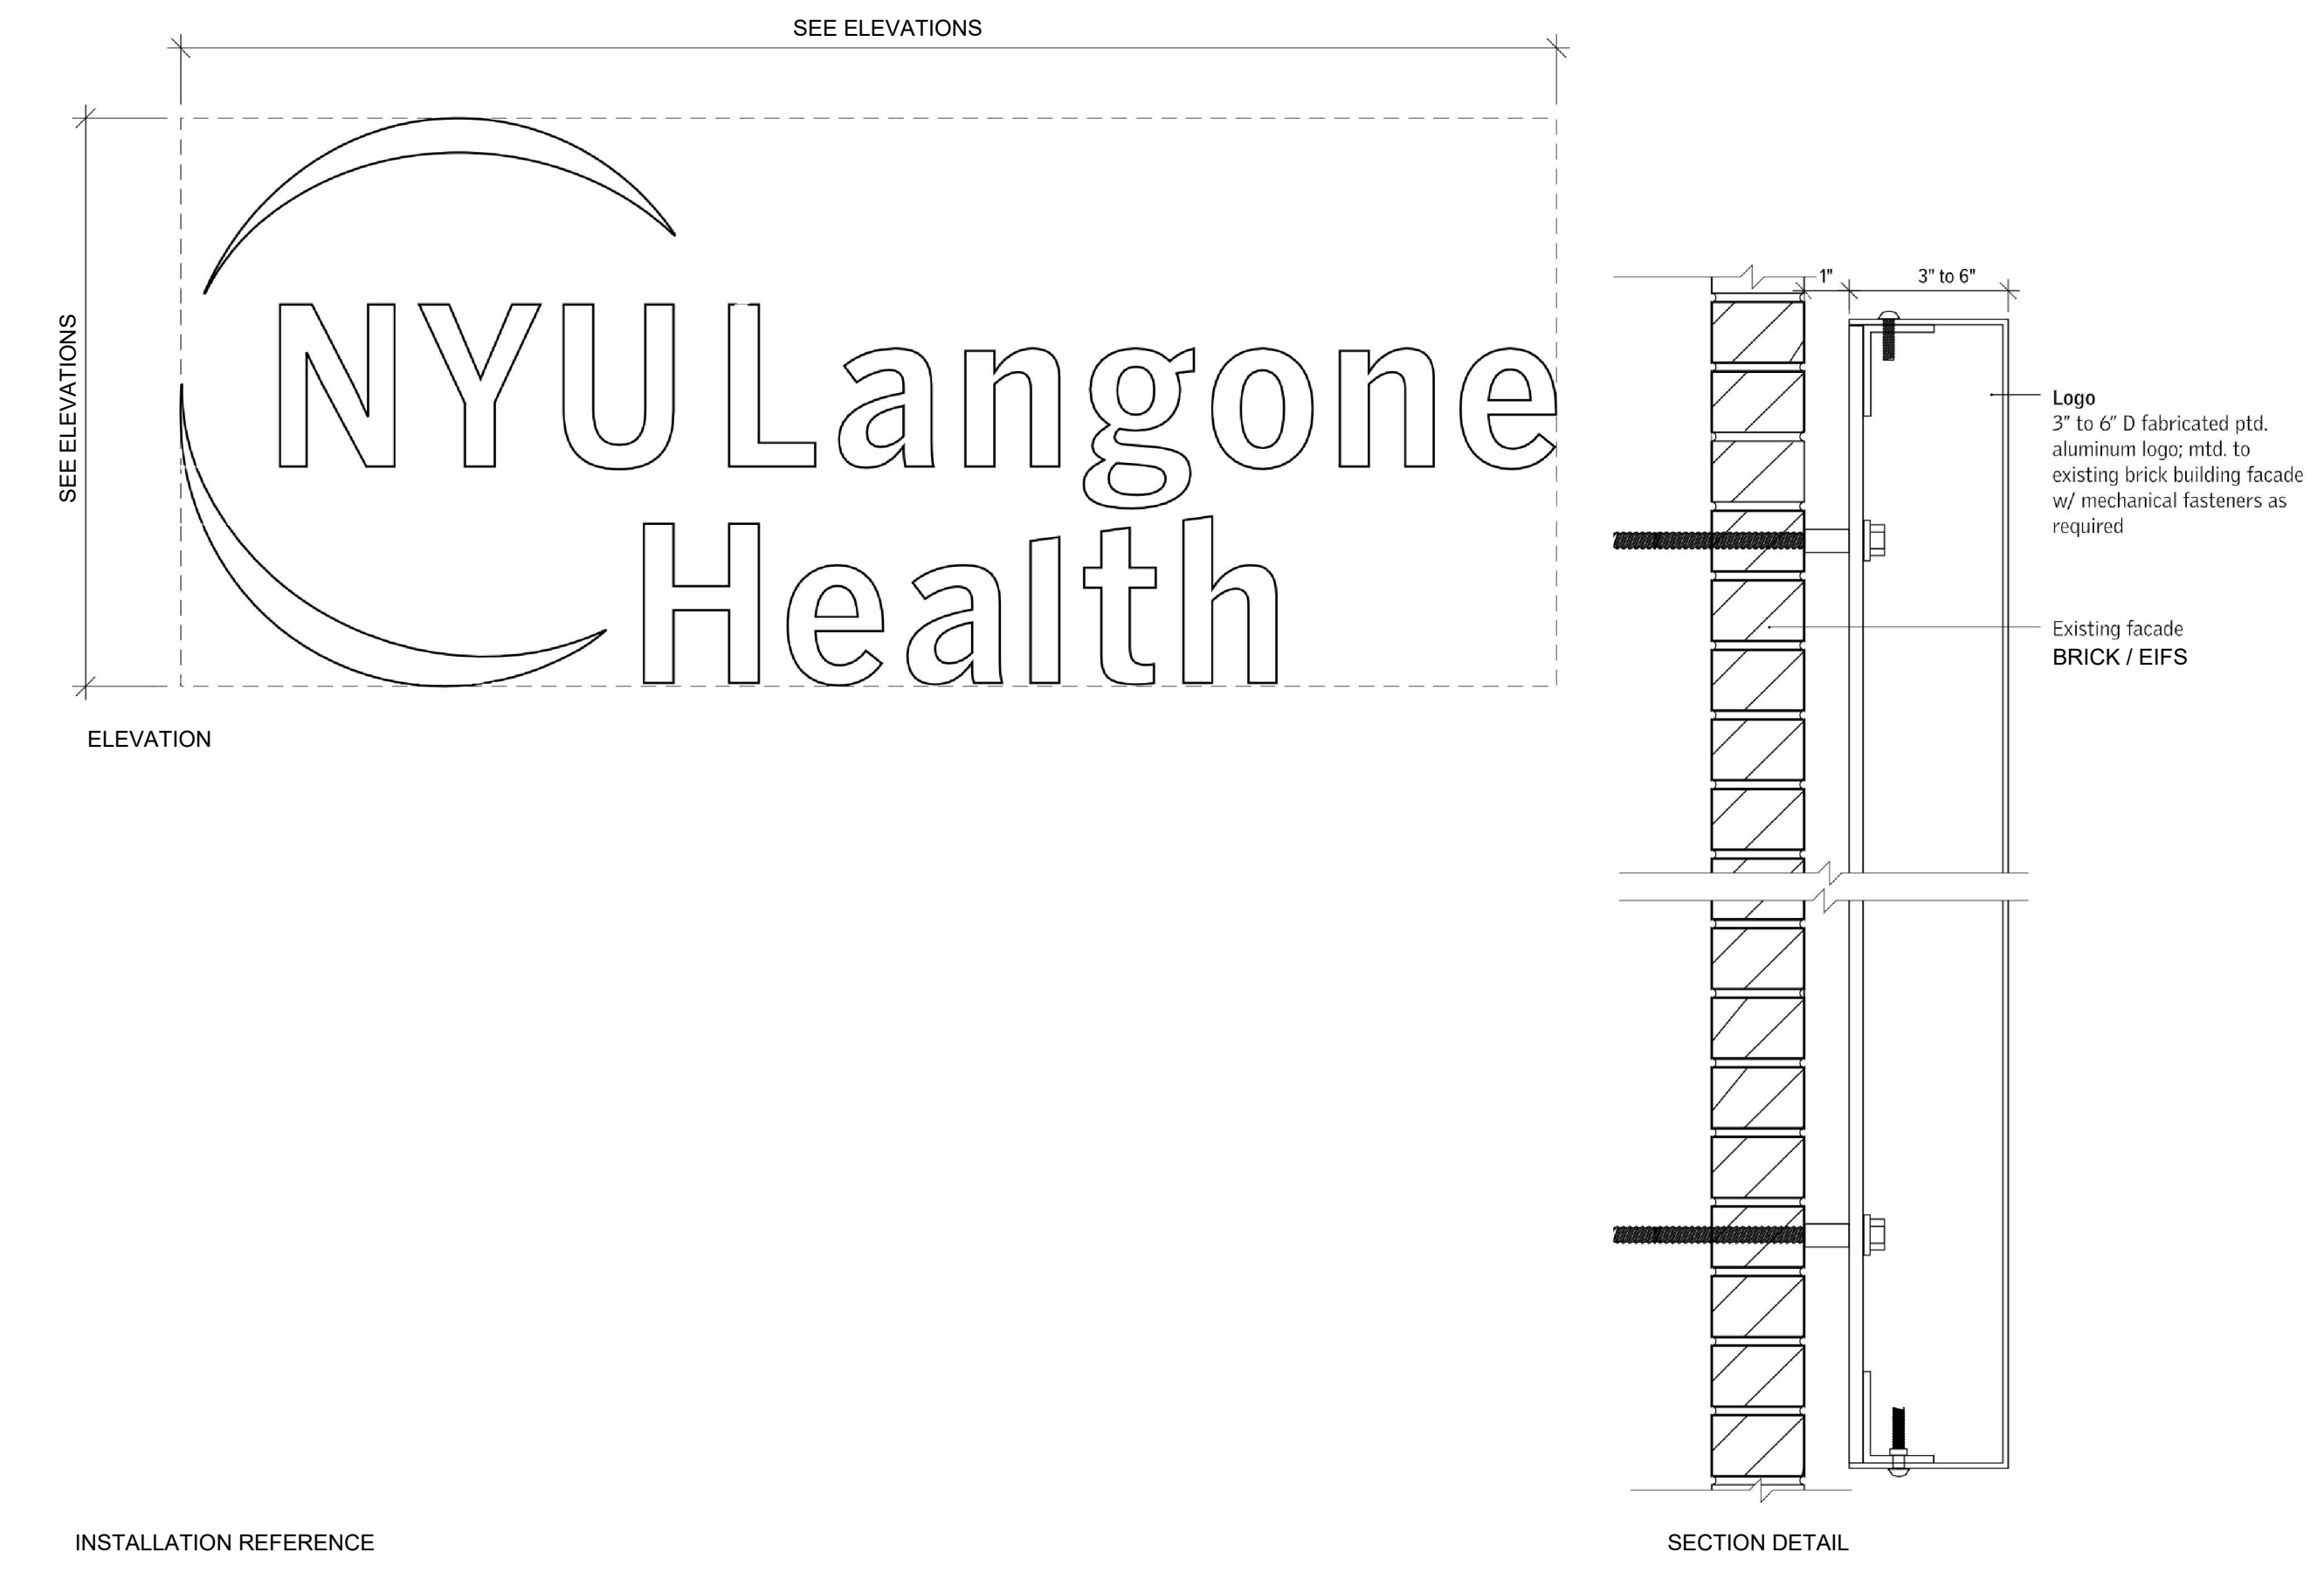 SEE ELEVATIONS
SEE ELEVATIONS
NYU Langone
Health
ELEVATION
1"
3" to 6"
Logo
3" to 6" D fabricated ptd.
aluminum logo; mtd. to
existing brick building facade
w/ mechanical fasteners as
required
Existing facade
BRICK / EIFS
INSTALLATION REFERENCE
SECTION DETAIL